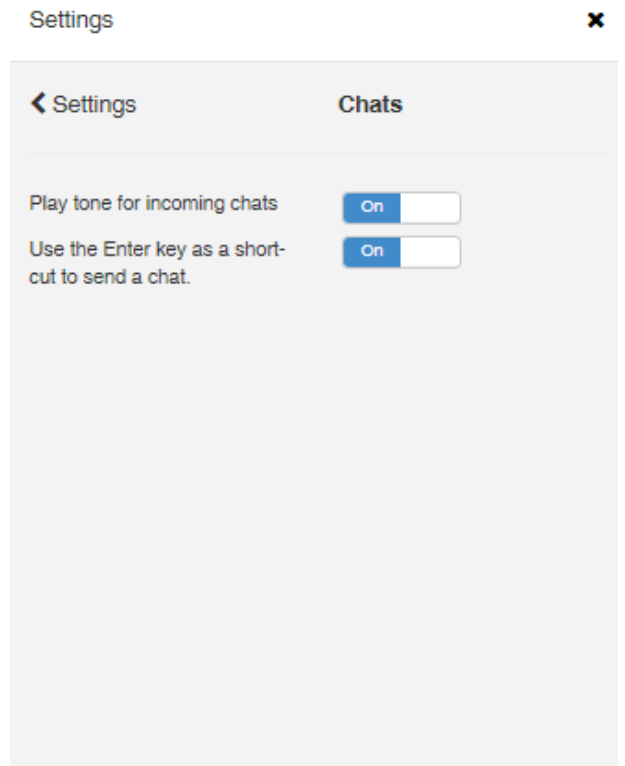 Settings
Settings
Chats
Play tone for incoming chats
On
Use the Enter key as a short-
cut to send a chat.
On